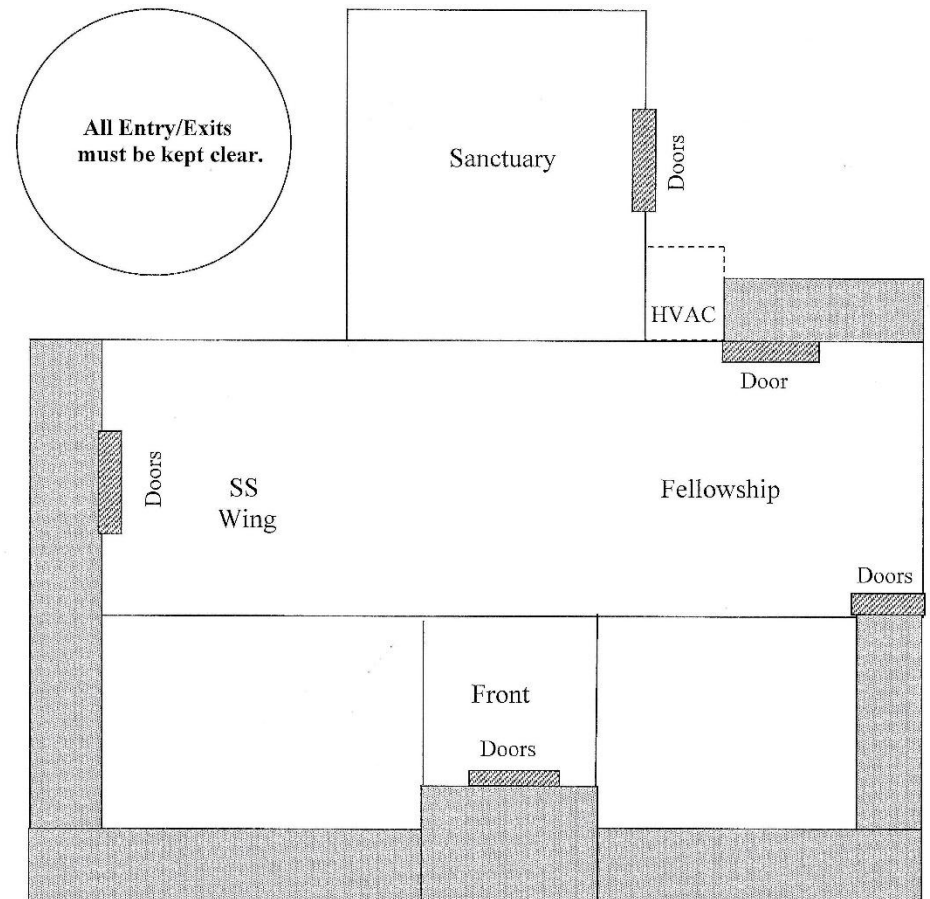 All Entry/Exits
must be kept clear.
Sanctuary
Doors
HVAC
Door
Doors
SS
Wing
Fellowship
Doors
Front
Doors